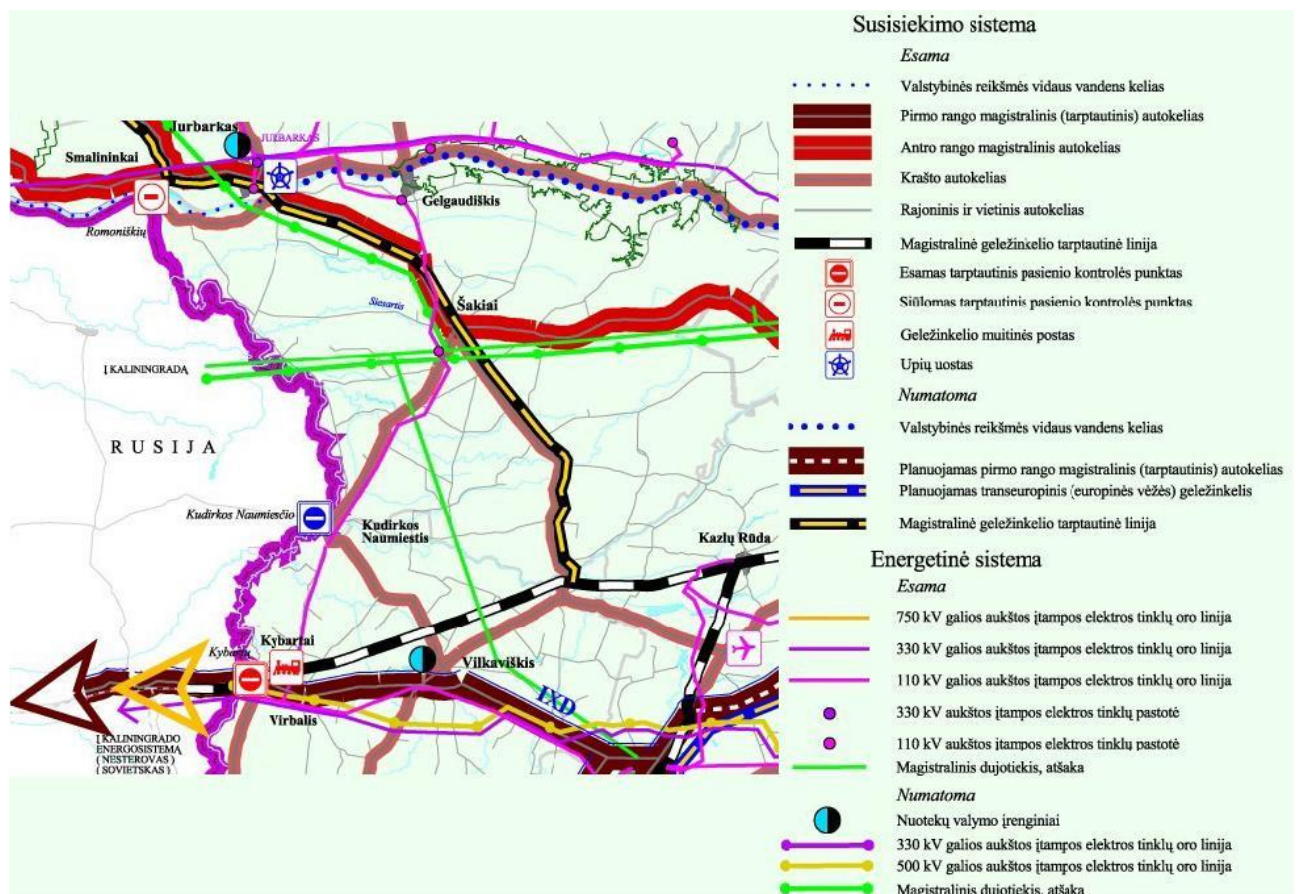 Jurbarkas
JURBARKAS
Smalininkai
Gelgaudiškis
Romoniškių
Siesartis
Šakiai
Į KALININGRADĄ
RUSIJA
Kudirkos Naumiesčio
Kudirkos
Naumiestis
Kazlų Rūda
Kybartai
Kybartų
Vilkaviškis
Virbalis
IXD
Į KALININGRADO
ENERGOSISTEMĄ
( NESTEROVAS )
( SOVIETSKAS )
Susisiekimo sistema
Esama
Valstybinės reikšmės vidaus vandens kelias
Pirmo rango magistralinis (tarptautinis) autokelias
Antro rango magistralinis autokelias
Krašto autokelias
Rajoninis ir vietinis autokelias
Magistralinė geležinkelio tarptautinė linija
Esamas tarptautinis pasienio kontrolės punktas
Siūlomas tarptautinis pasienio kontrolės punktas
Geležinkelio muitinės postas
Upių uostas
Numatoma
Valstybinės reikšmės vidaus vandens kelias
Planuojamas pirmo rango magistralinis (tarptautinis) autokelias
Planuojamas transeuropinis (europinės vėžės) geležinkelis
Magistralinė geležinkelio tarptautinė linija
Energetinė sistema
Esama
750 kV galios aukštos įtampos elektros tinklų oro linija
330 kV galios aukštos įtampos elektros tinklų oro linija
110 kV galios aukštos įtampos elektros tinklų oro linija
330 kV aukštos įtampos elektros tinklų pastotė
110 kV aukštos įtampos elektros tinklų pastotė
Magistralinis dujotiekis, atšaka
Numatoma
Nuotekų valymo įrenginiai
330 kV galios aukštos įtampos elektros tinklų oro linija
500 kV galios aukštos įtampos elektros tinklų oro linija
Magistralinis dujotiekis, atšaka